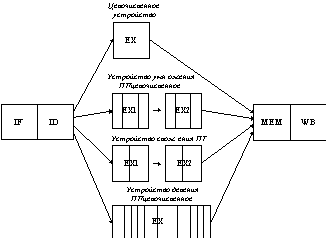 Целочисленное
устройство
EX
Устройство умножения
ПТ/целочисленное
EX1 EX2
IF ID
MEM WB
Устройство сложения ПТ
EX1 EX2
Устройство деления
ПТ/целочисленное
EX